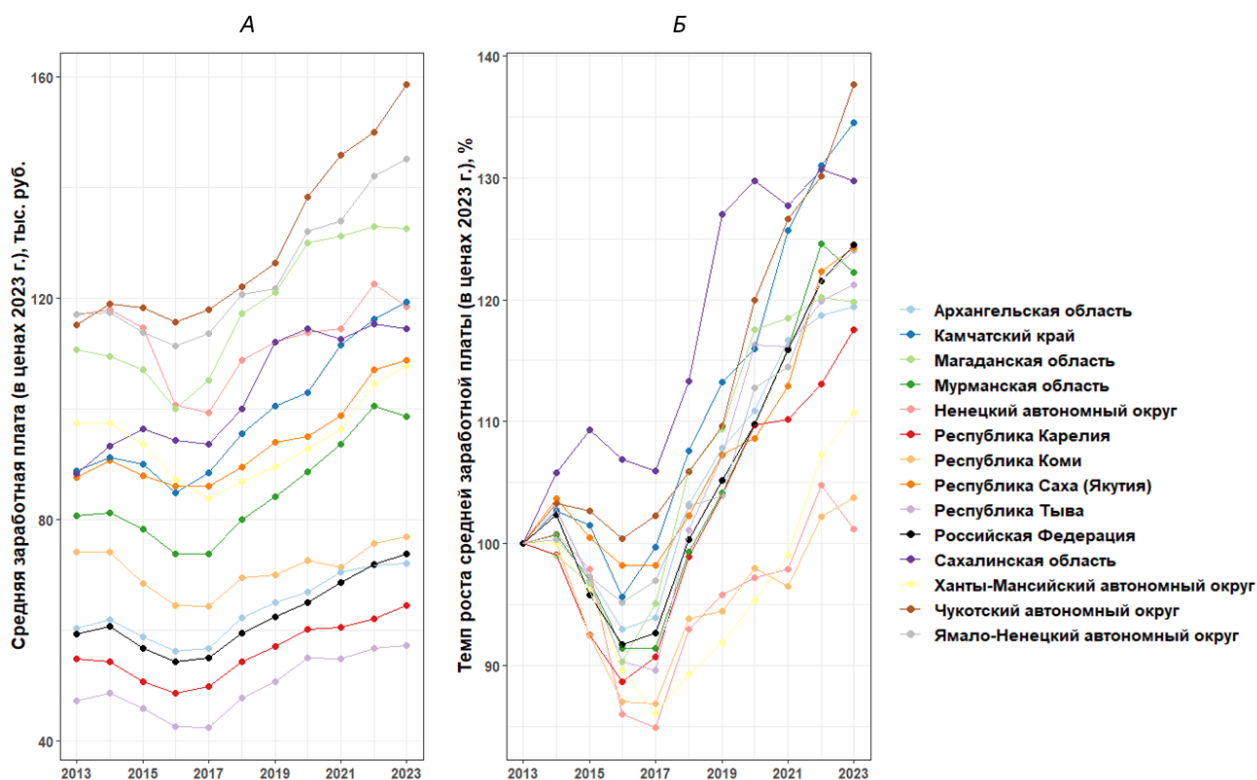 А
Средняя заработная плата (в ценах 2023 г.), тыс. руб.
160
120
80
40
2013 2015 2017 2019 2021 2023
Б
Темп роста средней заработной платы (в ценах 2023 г.), %
140
130
120
110
100
90
2013 2015 2017 2019 2021 2023
Архангельская область
Камчатский край
Магаданская область
Мурманская область
Ненецкий автономный округ
Республика Карелия
Республика Коми
Республика Саха (Якутия)
Республика Тыва
Российская Федерация
Сахалинская область
Ханты-Мансийский автономный округ
Чукотский автономный округ
Ямало-Ненецкий автономный округ